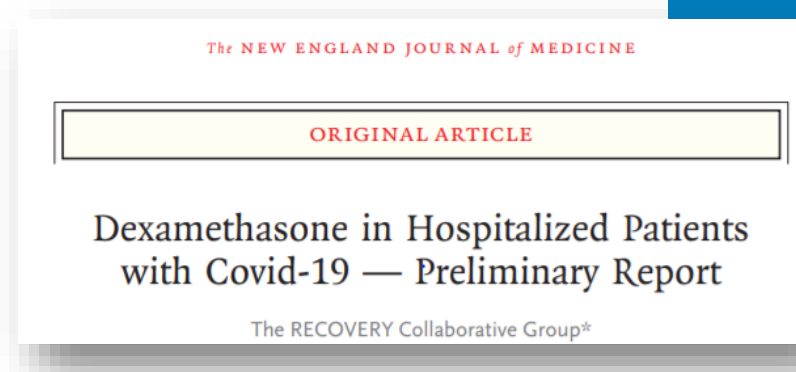 The NEW ENGLAND JOURNAL of MEDICINE
ORIGINAL ARTICLE
Dexamethasone in Hospitalized Patients
with Covid-19 — Preliminary Report
The RECOVERY Collaborative Group*